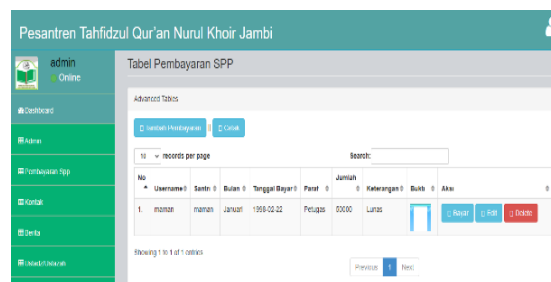 Pesantren Tahfidzul Qur'an Nurul Khoir Jambi
admin
Online
Dashboard
Admin
Pembayaran Spp
Kontak
Berita
Tabel Pembayaran SPP
Advanced Tables
Tambah Pembayaran
Cetak
10 records per page
Search:
No Username Santri Bulan Tanggal Bayar Paraf Jumlah Keterangan Bukti Aksi
1. maman maman Januari 1998-02-22 Petugas 50000 Lunas Bayar Edit Delete
Showing 1 to 1 of 1 entries
Previous 1 Next